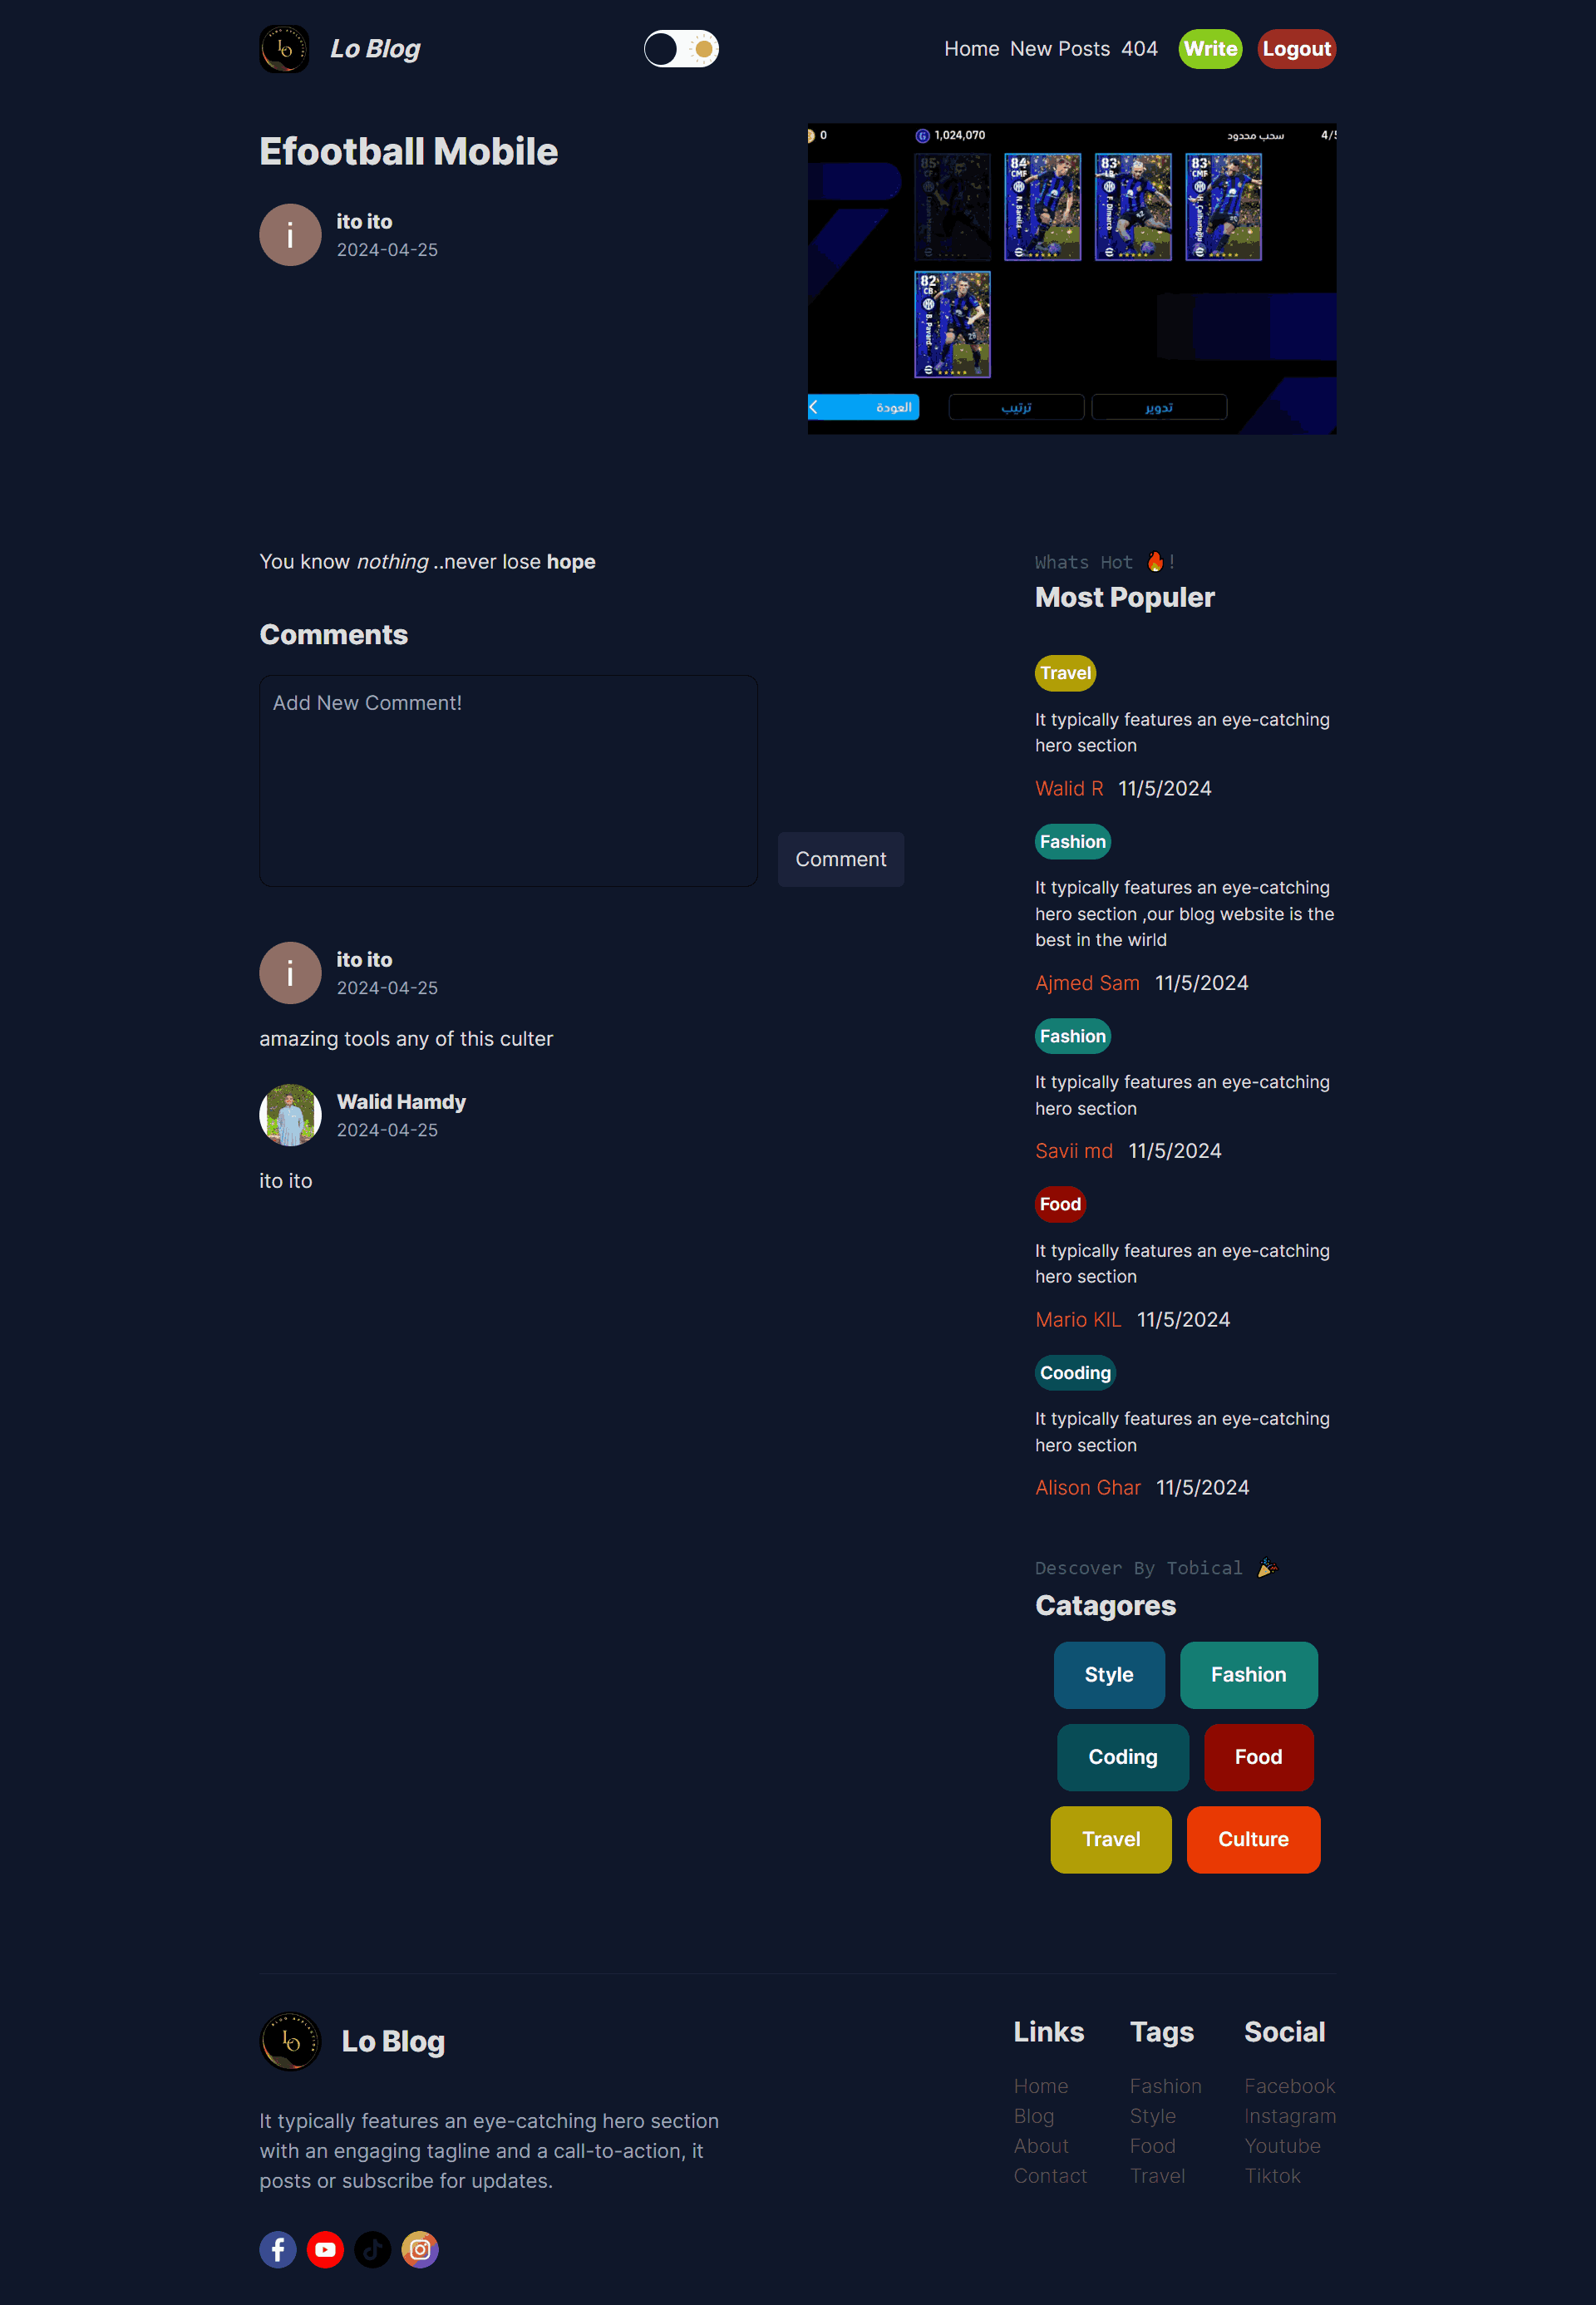 LO
Lo Blog
Home New Posts 404 Write Logout
Efootball Mobile
i
ito ito
2024-04-25
0
1,024,070
سحب محدود
85
84
CMF
N. Barella
83
LB
F. Dimarco
83
CMF
H. Çalhanoğlu
82
CB
B. Pavard
العودة
ترتيب
تدوير
You know nothing ..never lose hope
Comments
Add New Comment!
Comment
i
ito ito
2024-04-25
amazing tools any of this culter
Walid Hamdy
2024-04-25
ito ito
Whats Hot 🔥!
Most Populer
Travel
It typically features an eye-catching
hero section
Walid R 11/5/2024
Fashion
It typically features an eye-catching
hero section ,our blog website is the
best in the wirld
Ajmed Sam 11/5/2024
Fashion
It typically features an eye-catching
hero section
Savii md 11/5/2024
Food
It typically features an eye-catching
hero section
Mario KIL 11/5/2024
Cooding
It typically features an eye-catching
hero section
Alison Ghar 11/5/2024
Descover By Tobical 🎉
Catagores
Style Fashion
Coding Food
Travel Culture
LO
Lo Blog
It typically features an eye-catching hero section
with an engaging tagline and a call-to-action, it
posts or subscribe for updates.
Links
Home
Blog
About
Contact
Tags
Fashion
Style
Food
Travel
Social
Facebook
Instagram
Youtube
Tiktok